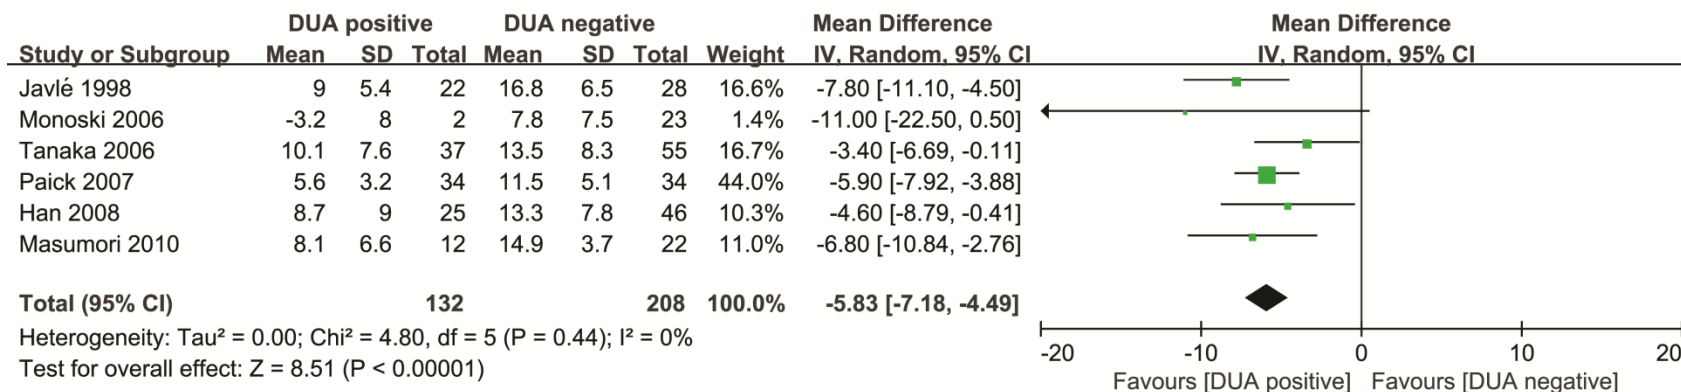 DUA positive DUA negative Mean Difference Mean Difference
Study or Subgroup Mean SD Total Mean SD Total Weight IV, Random, 95% CI IV, Random, 95% CI
Javlé 1998 9 5.4 22 16.8 6.5 28 16.6% -7.80 [-11.10, -4.50]
Monoski 2006 -3.2 8 2 7.8 7.5 23 1.4% -11.00 [-22.50, 0.50]
Tanaka 2006 10.1 7.6 37 13.5 8.3 55 16.7% -3.40 [-6.69, -0.11]
Paick 2007 5.6 3.2 34 11.5 5.1 34 44.0% -5.90 [-7.92, -3.88]
Han 2008 8.7 9 25 13.3 7.8 46 10.3% -4.60 [-8.79, -0.41]
Masumori 2010 8.1 6.6 12 14.9 3.7 22 11.0% -6.80 [-10.84, -2.76]
Total (95% CI) 132 208 100.0% -5.83 [-7.18, -4.49]
Heterogeneity: Tau² = 0.00; Chi² = 4.80, df = 5 (P = 0.44); I² = 0%
Test for overall effect: Z = 8.51 (P < 0.00001)
-20 -10 0 10 20
Favours [DUA positive] Favours [DUA negative]